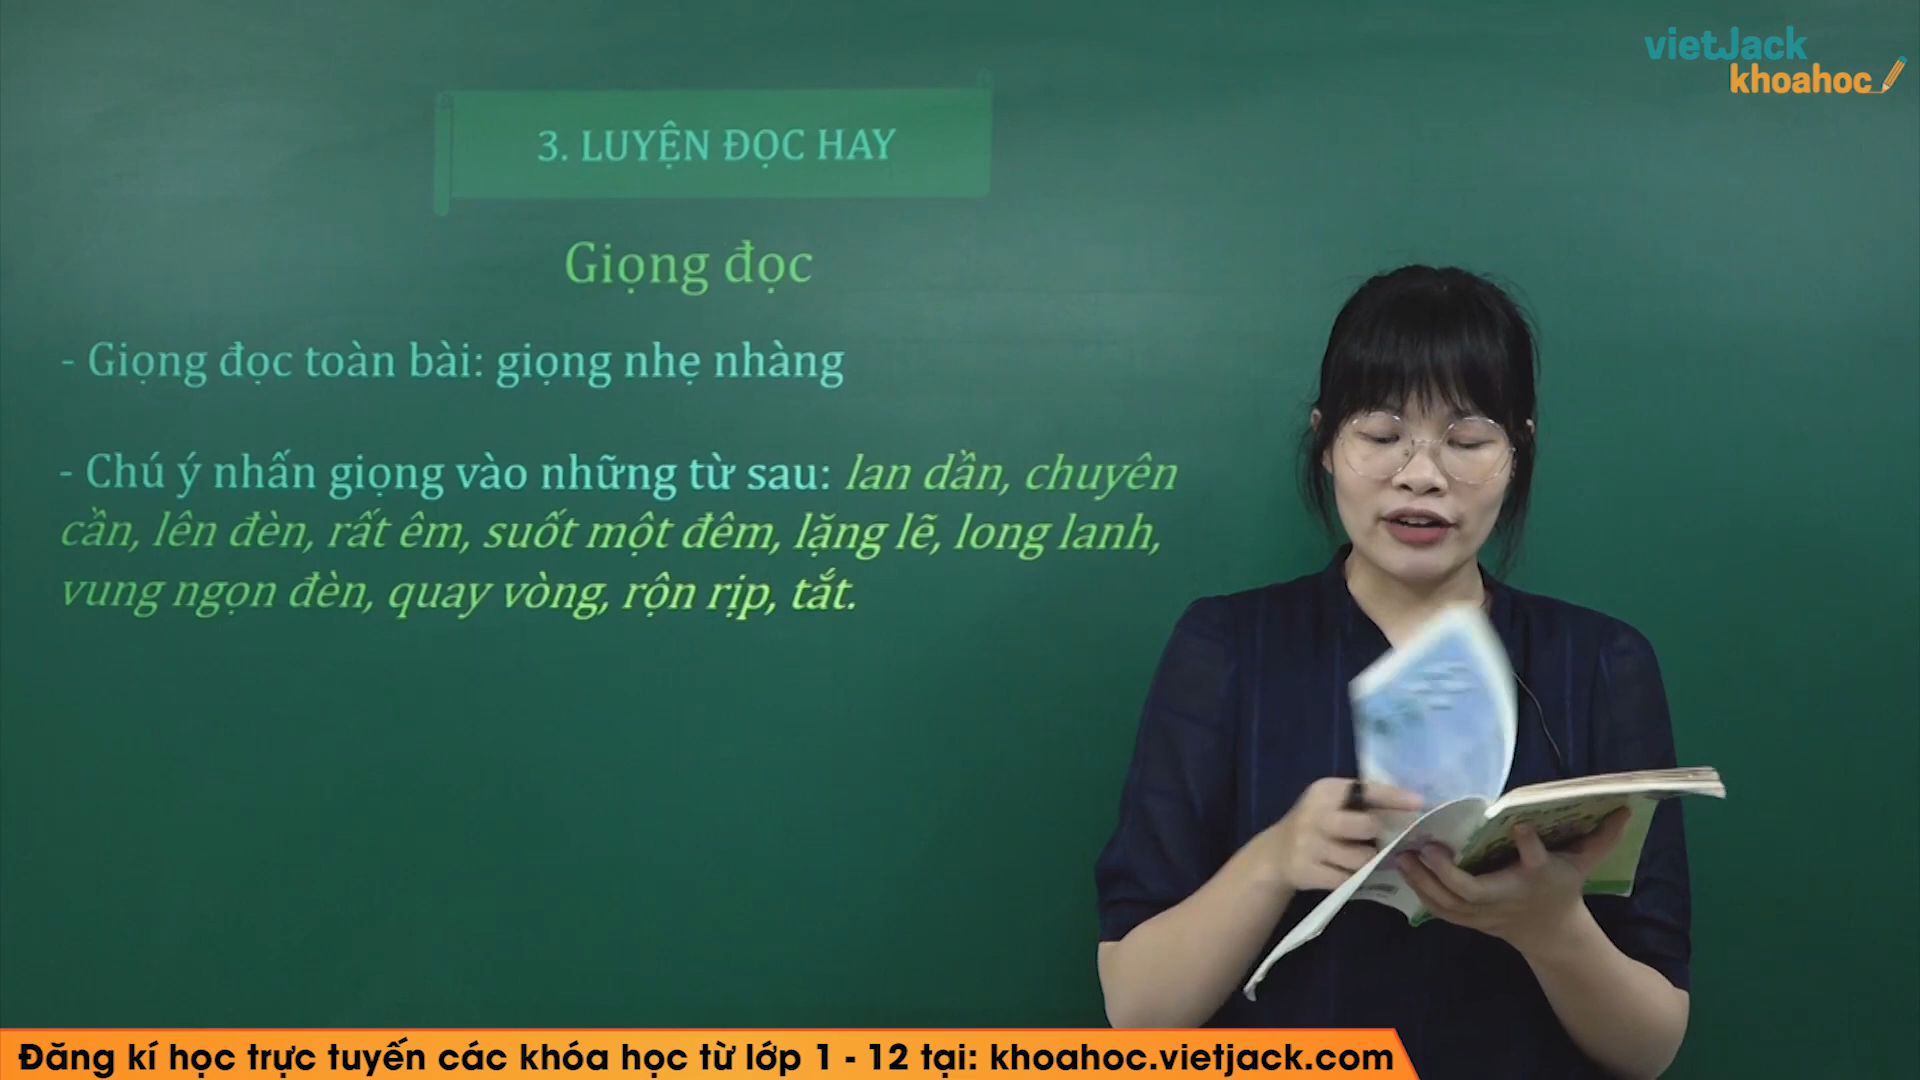 vietJack
khoahoc
3. LUYỆN ĐỌC HAY
Giọng đọc
- Giọng đọc toàn bài: giọng nhẹ nhàng
- Chú ý nhấn giọng vào những từ sau: lan dần, chuyên
cần, lên đèn, rất êm, suốt một đêm, lặng lẽ, long lanh,
vung ngọn đèn, quay vòng, rộn rịp, tắt.
Đăng kí học trực tuyến các khóa học từ lớp 1 - 12 tại: khoahoc.vietjack.com